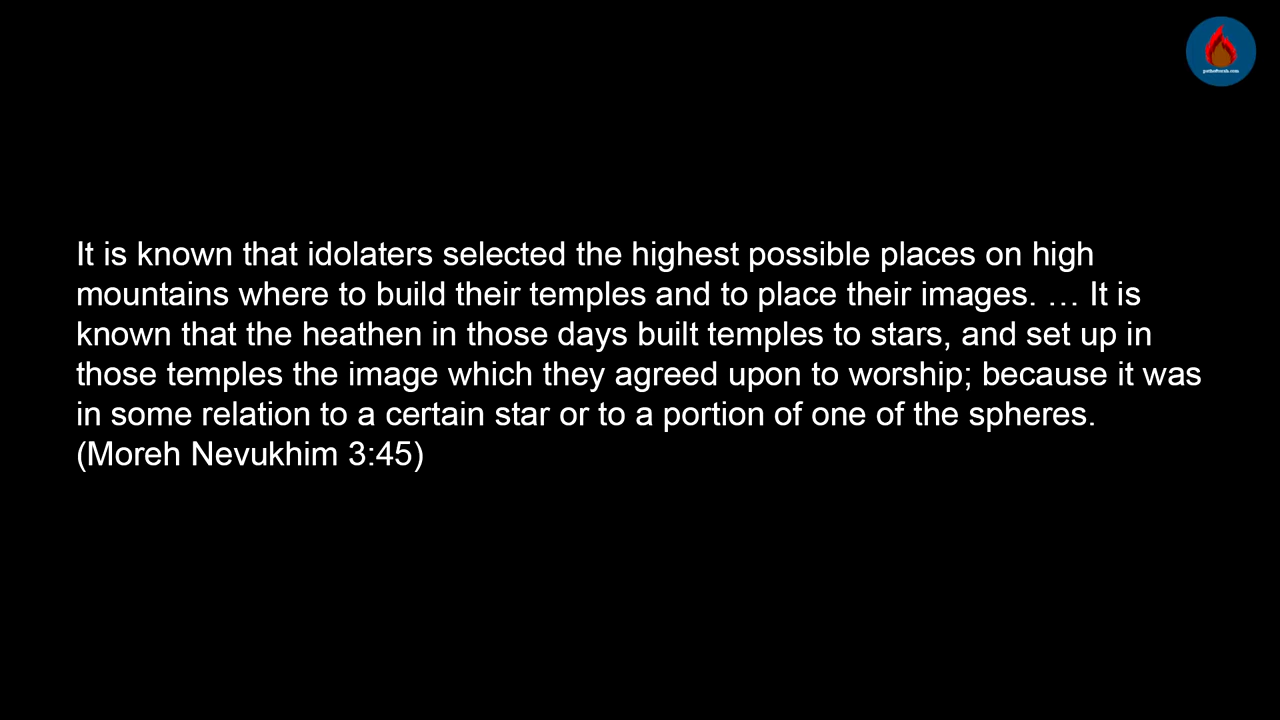 It is known that idolaters selected the highest possible places on high
mountains where to build their temples and to place their images. … It is
known that the heathen in those days built temples to stars, and set up in
those temples the image which they agreed upon to worship; because it was
in some relation to a certain star or to a portion of one of the spheres.
(Moreh Nevukhim 3:45)